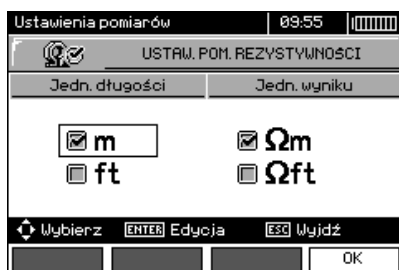 Ustawienia pomiarów 09:55
USTAW. POM. REZYSTYWNOŚCI
Jedn. długości Jedn. wyniku
m Ωm
ft Ωft
Wybierz ENTER Edycja ESC Wyjdź
OK